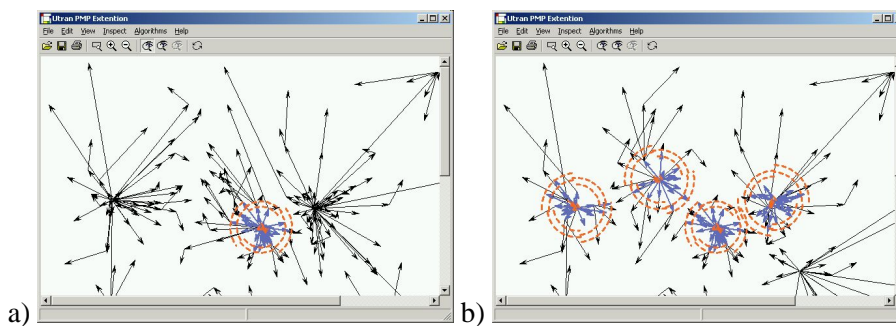 Utran PMP Extention
File Edit View Inspect Algorithms Help
a)
Utran PMP Extention
File Edit View Inspect Algorithms Help
b)